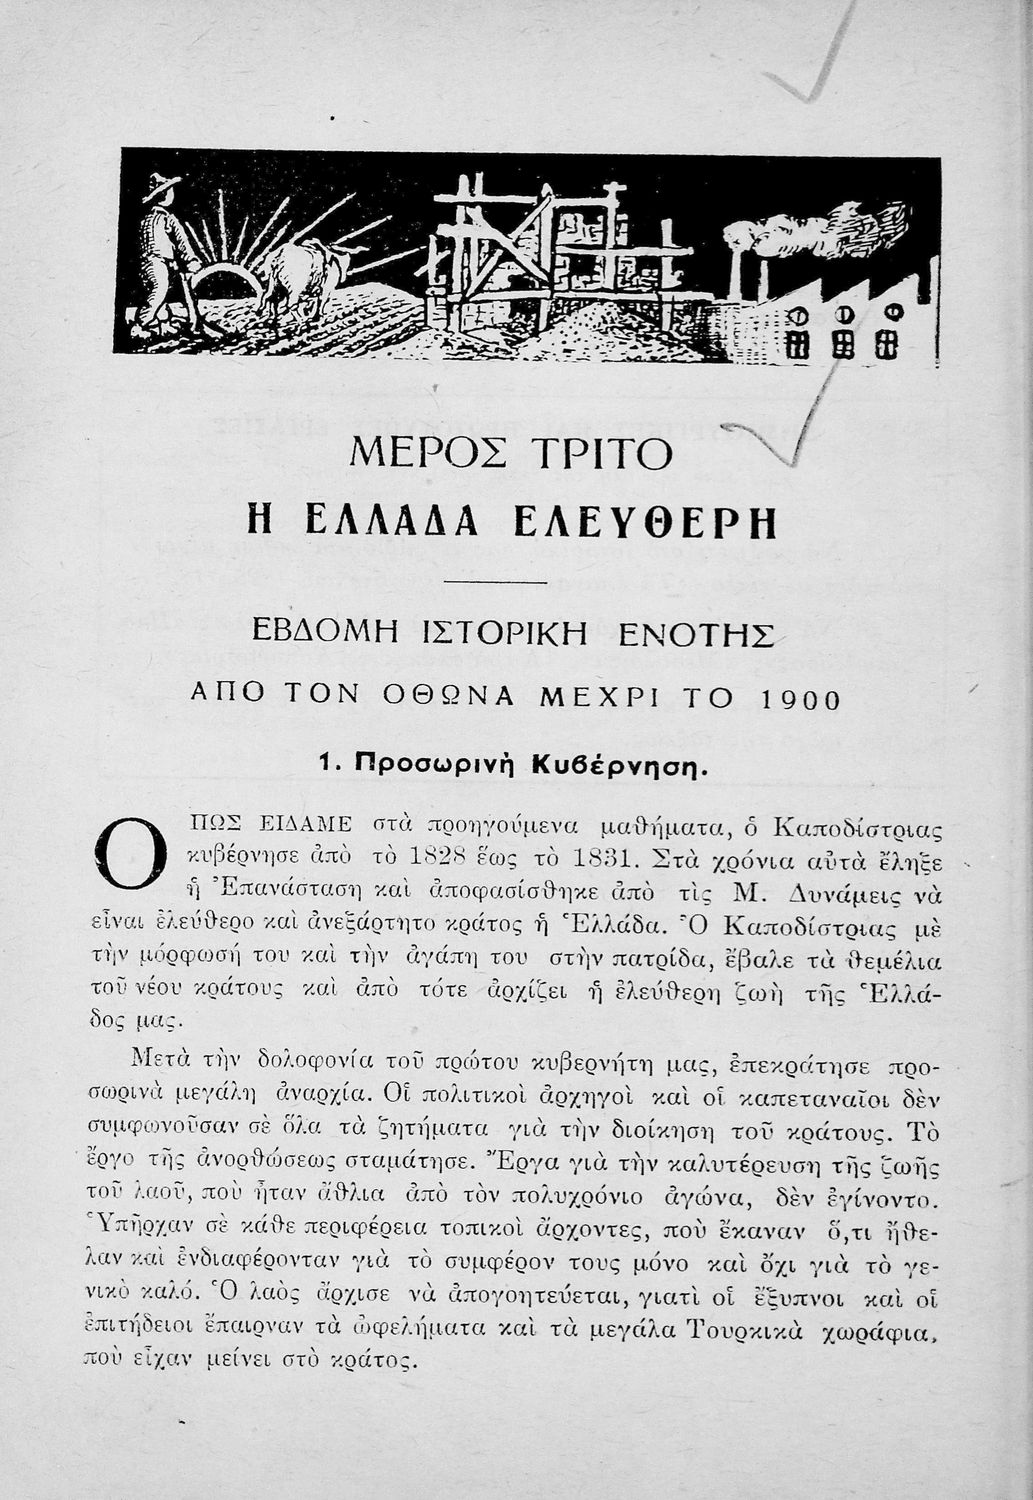 ΜΕΡΟΣ ΤΡΙΤΟ
Η ΕΛΛΑΔΑ ΕΛΕΥΘΕΡΗ
ΕΒΔΟΜΗ ΙΣΤΟΡΙΚΗ ΕΝΟΤΗΣ
ΑΠΟ ΤΟΝ ΟΘΩΝΑ ΜΕΧΡΙ ΤΟ 1900
1. Προσωρινὴ Κυβέρνηση.
ΟΠΩΣ ΕΙΔΑΜΕ στὰ προηγούμενα μαθήματα, ὁ Καποδίστριας
κυβέρνησε ἀπὸ τὸ 1828 ἕως τὸ 1831. Στὰ χρόνια αὐτὰ ἔληξε
ἡ Ἐπανάσταση καὶ ἀποφασίσθηκε ἀπὸ τὶς Μ. Δυνάμεις νὰ
εἶναι ἐλεύθερο καὶ ἀνεξάρτητο κράτος ἡ Ἑλλάδα. Ὁ Καποδίστριας μὲ
τὴν μόρφωσή του καὶ τὴν ἀγάπη του στὴν πατρίδα, ἔβαλε τὰ θεμέλια
τοῦ νέου κράτους καὶ ἀπὸ τότε ἀρχίζει ἡ ἐλεύθερη ζωὴ τῆς Ἑλλά-
δος μας.
Μετὰ τὴν δολοφονία τοῦ πρώτου κυβερνήτη μας, ἐπεκράτησε προ-
σωρινὰ μεγάλη ἀναρχία. Οἱ πολιτικοὶ ἀρχηγοὶ καὶ οἱ καπεταναῖοι δὲν
συμφωνοῦσαν σὲ ὅλα τὰ ζητήματα γιὰ τὴν διοίκηση τοῦ κράτους. Τὸ
ἔργο τῆς ἀνορθώσεως σταμάτησε. Ἔργα γιὰ τὴν καλυτέρευση τῆς ζωῆς
τοῦ λαοῦ, ποὺ ἦταν ἄθλια ἀπὸ τὸν πολυχρόνιο ἀγώνα, δὲν ἐγίνοντο.
Ὑπῆρχαν σὲ κάθε περιφέρεια τοπικοὶ ἄρχοντες, ποὺ ἔκαναν ὅ,τι ἤθε-
λαν καὶ ἐνδιαφέρονταν γιὰ τὸ συμφέρον τους μόνο καὶ ὄχι γιὰ τὸ γε-
νικὸ καλό. Ὁ λαὸς ἄρχισε νὰ ἀπογοητεύεται, γιατὶ οἱ ἔξυπνοι καὶ οἱ
ἐπιτήδειοι ἔπαιρναν τὰ ὠφελήματα καὶ τὰ μεγάλα Τουρκικὰ χωράφια,
ποὺ εἶχαν μείνει στὸ κράτος.